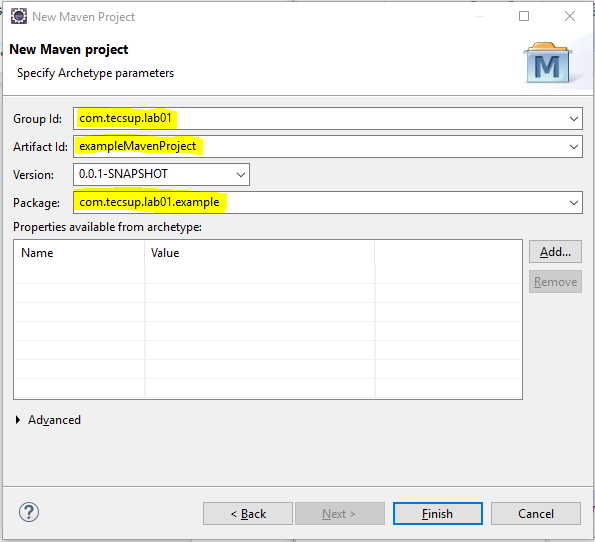 New Maven Project
New Maven project
Specify Archetype parameters
M
Group Id: com.tecsup.lab01
Artifact Id: exampleMavenProject
Version: 0.0.1-SNAPSHOT
Package: com.tecsup.lab01.example
Properties available from archetype:
Name Value
Add...
Remove
Advanced
? < Back Next > Finish Cancel